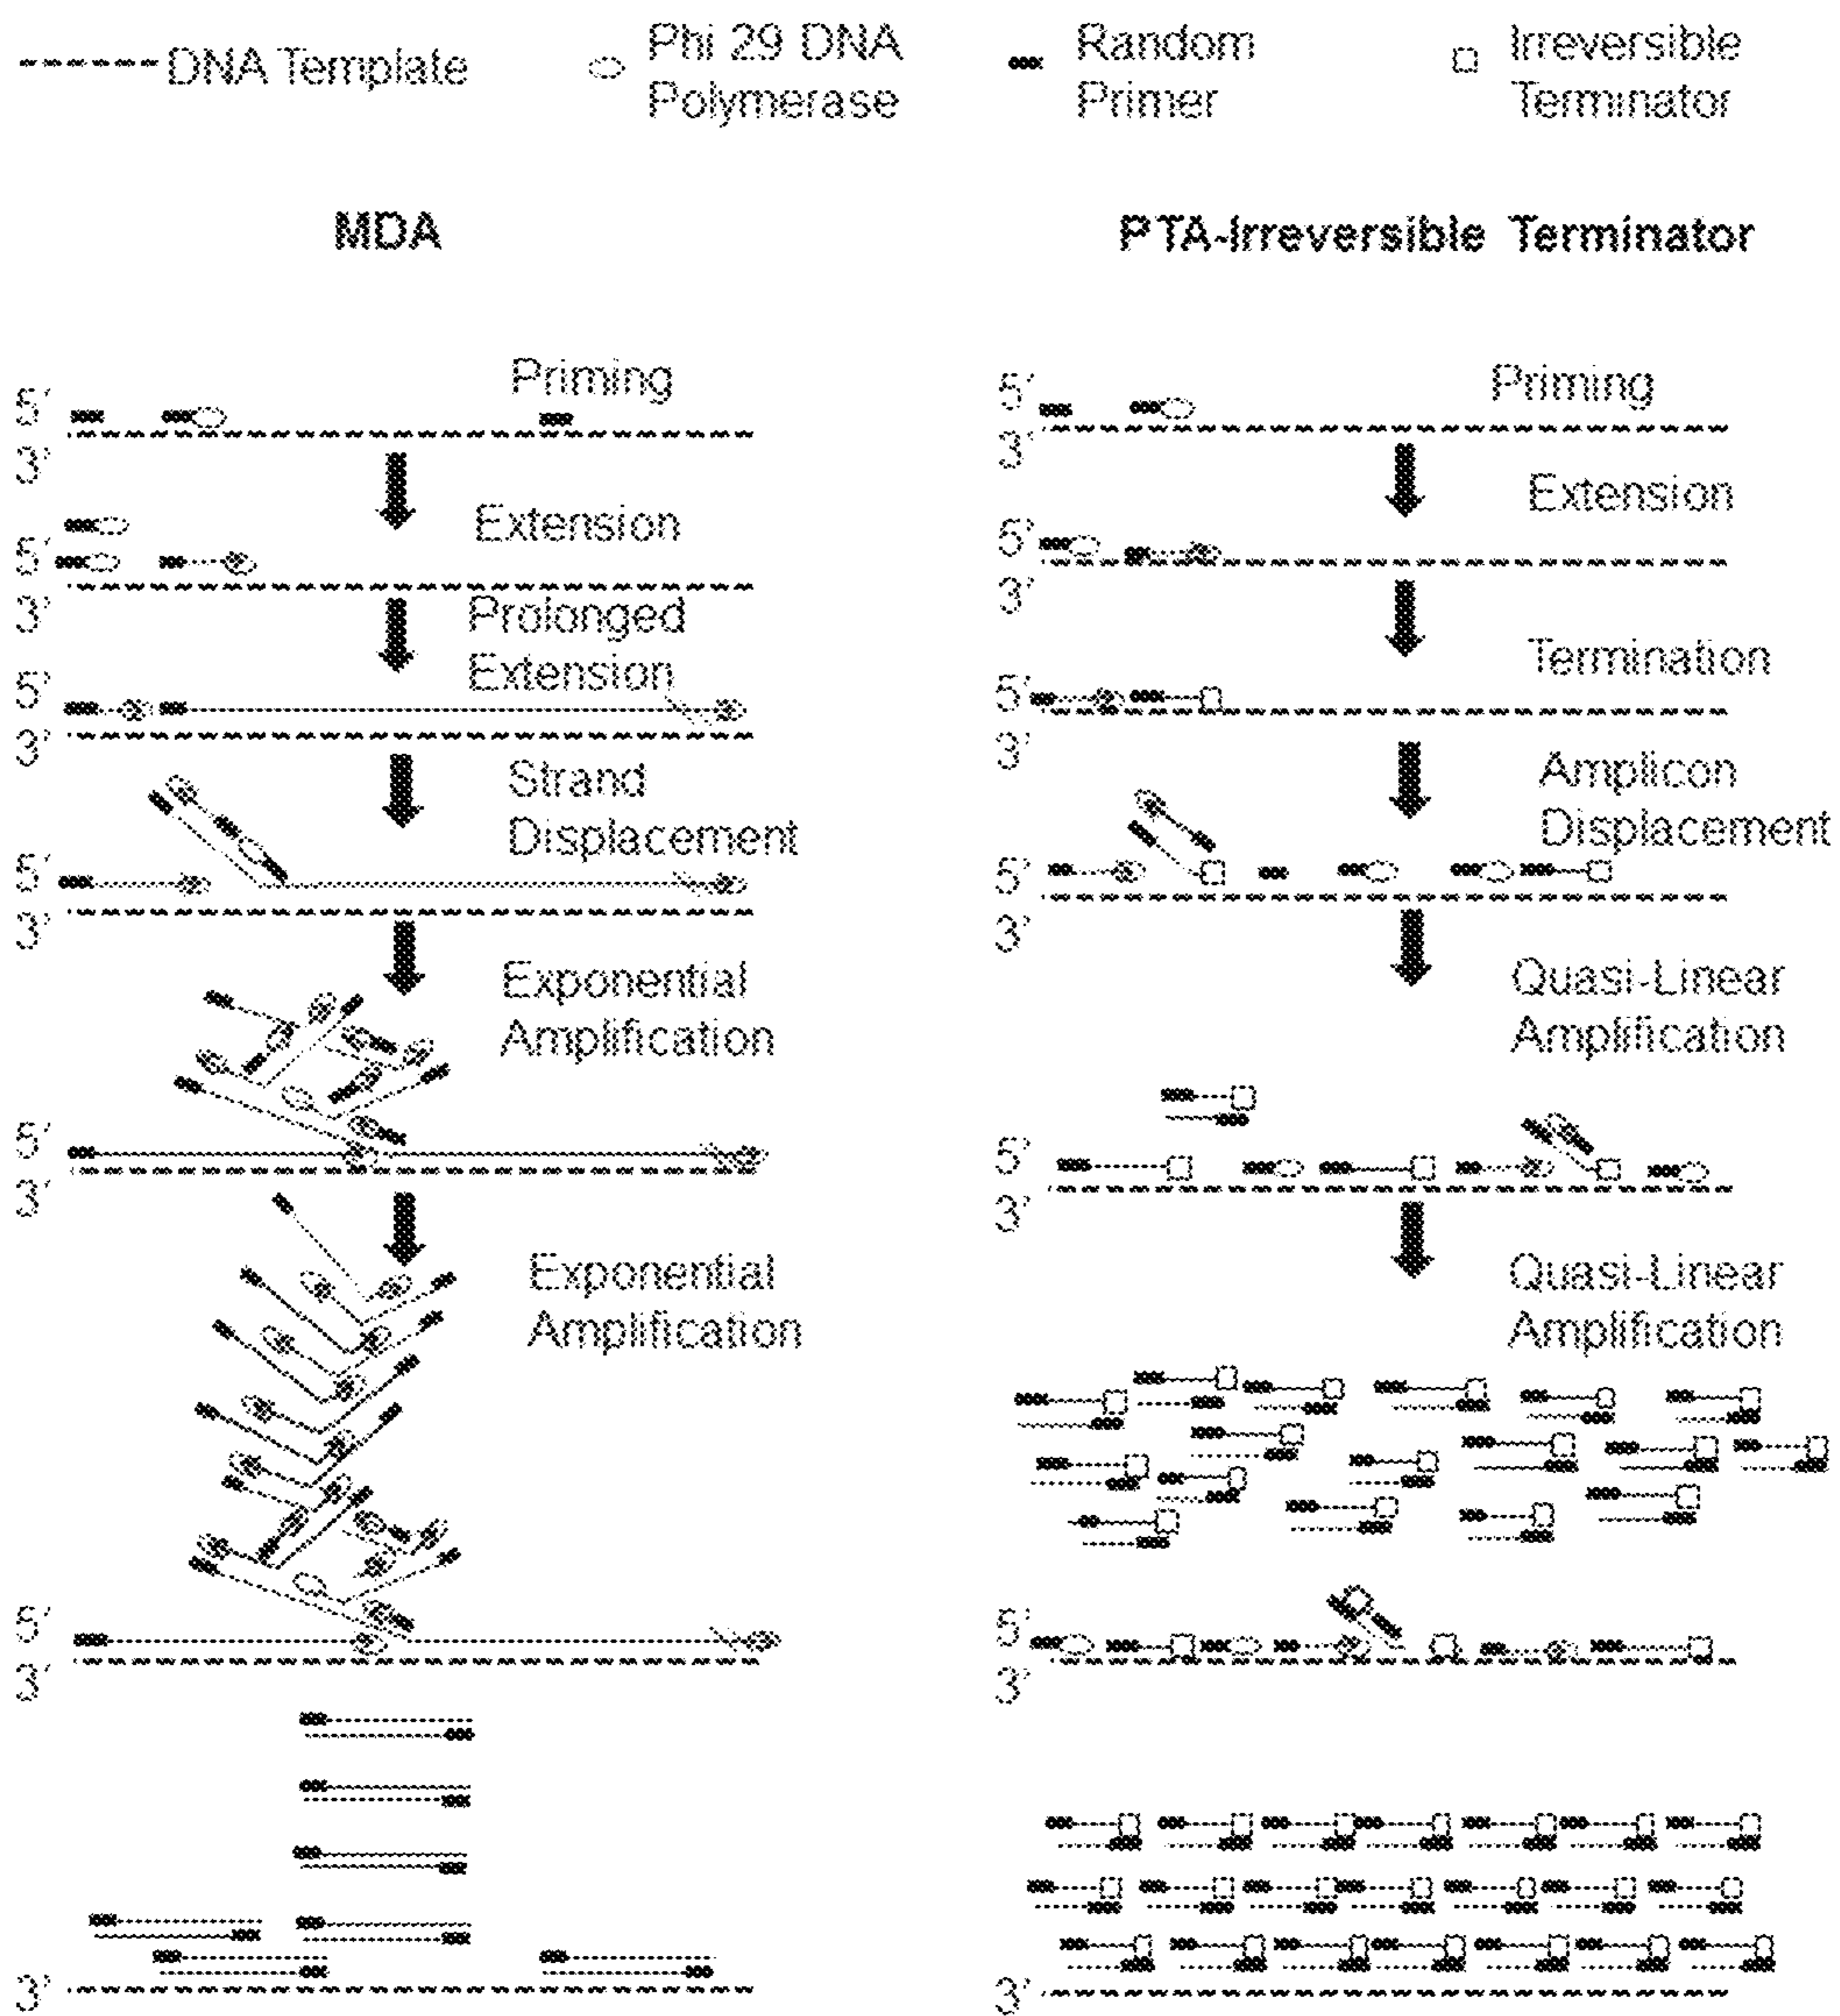 DNA Template
Phi 29 DNA
Polymerase
Random
Primer
Irreversible
Terminator
MDA
5′
Priming
3′
Extension
5′
3′
Prolonged
Extension
5′
3′
Strand
Displacement
5′
3′
Exponential
Amplification
5′
3′
Exponential
Amplification
5′
3′
3′
PTA-Irreversible Terminator
5′
Priming
3′
Extension
5′
3′
Termination
5′
3′
Amplicon
Displacement
5′
3′
Quasi-Linear
Amplification
5′
3′
Quasi-Linear
Amplification
5′
3′
3′